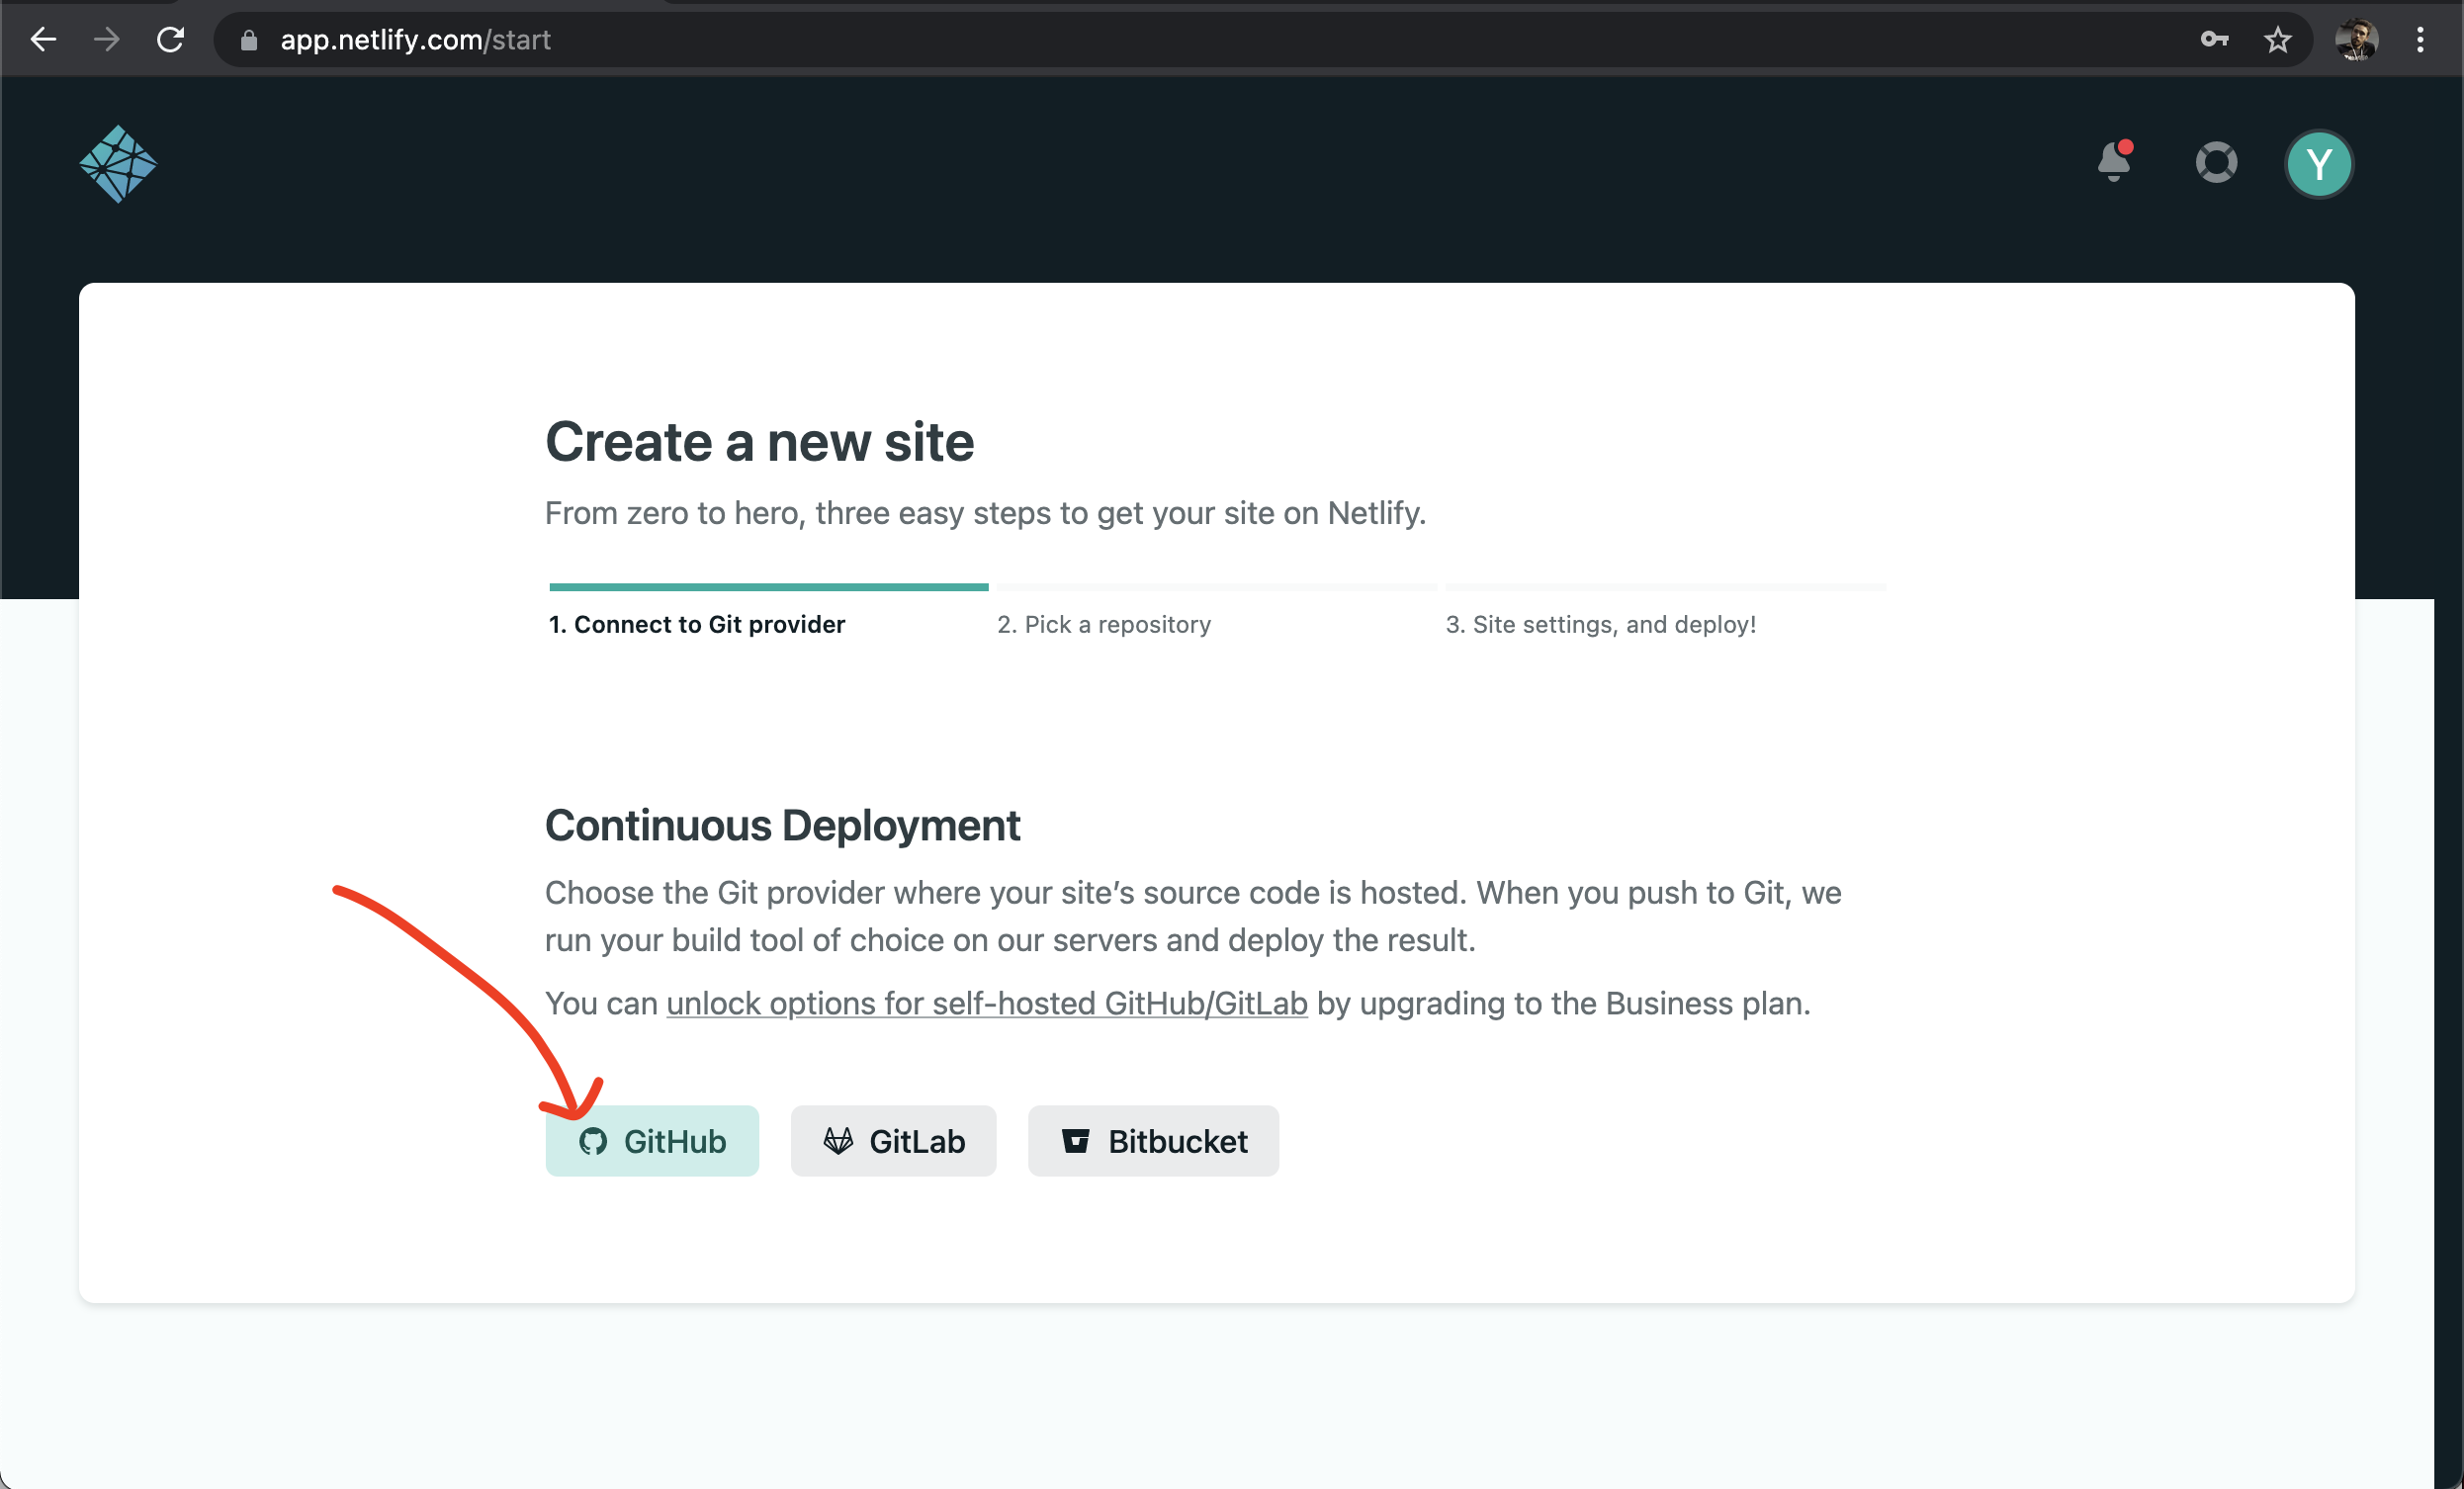 app.netlify.com/start
Y
Create a new site
From zero to hero, three easy steps to get your site on Netlify.
1. Connect to Git provider
2. Pick a repository
3. Site settings, and deploy!
Continuous Deployment
Choose the Git provider where your site’s source code is hosted. When you push to Git, we
run your build tool of choice on our servers and deploy the result.
You can unlock options for self-hosted GitHub/GitLab by upgrading to the Business plan.
GitHub
GitLab
Bitbucket